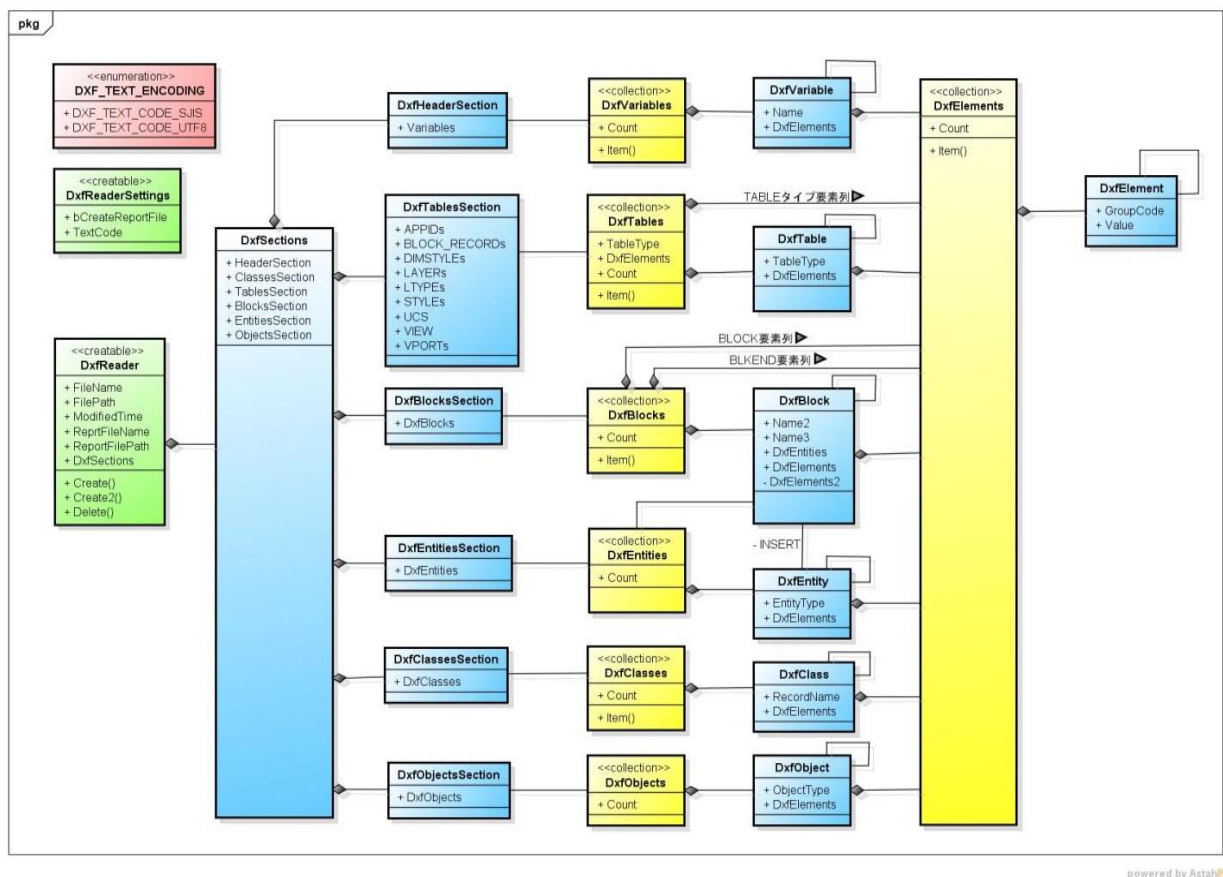 pkg
<<enumeration>>
DXF_TEXT_ENCODING
+ DXF_TEXT_CODE_SJIS
+ DXF_TEXT_CODE_UTF8
<<creatable>>
DxfReaderSettings
+ bCreateReportFile
+ TextCode
<<creatable>>
DxfReader
+ FileName
+ FilePath
+ ModifiedTime
+ ReprtFileName
+ ReportFilePath
+ DxfSections
+ Create()
+ Create2()
+ Delete()
DxfSections
+ HeaderSection
+ ClassesSection
+ TablesSection
+ BlocksSection
+ EntitiesSection
+ ObjectsSection
DxfHeaderSection
+ Variables
<<collection>>
DxfVariables
+ Count
+ Item()
DxfVariable
+ Name
+ DxfElements
<<collection>>
DxfElements
+ Count
+ Item()
DxfElement
+ GroupCode
+ Value
DxfTablesSection
+ APPIDs
+ BLOCK_RECORDs
+ DIMSTYLEs
+ LAYERs
+ LTYPEs
+ STYLEs
+ UCS
+ VIEW
+ VPORTs
<<collection>>
DxfTables
+ TableType
+ DxfElements
+ Count
+ Item()
TABLEタイプ要素列
DxfTable
+ TableType
+ DxfElements
BLOCK要素列
BLKEND要素列
DxfBlocksSection
+ DxfBlocks
<<collection>>
DxfBlocks
+ Count
+ Item()
DxfBlock
+ Name2
+ Name3
+ DxfEntities
+ DxfElements
- DxfElements2
DxfEntitiesSection
+ DxfEntities
<<collection>>
DxfEntities
+ Count
- INSERT
DxfEntity
+ EntityType
+ DxfElements
DxfClassesSection
+ DxfClasses
<<collection>>
DxfClasses
+ Count
+ Item()
DxfClass
+ RecordName
+ DxfElements
DxfObjectsSection
+ DxfObjects
<<collection>>
DxfObjects
+ Count
DxfObject
+ ObjectType
+ DxfElements
powered by Astah